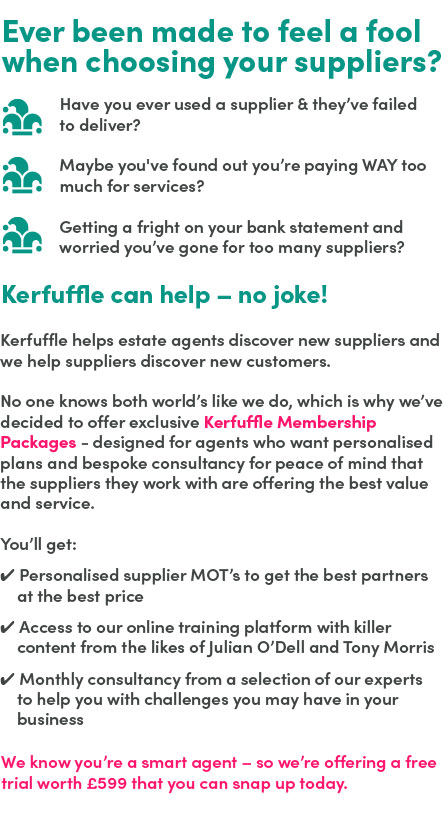 Ever been made to feel a fool
when choosing your suppliers?
Have you ever used a supplier & they’ve failed
to deliver?
Maybe you've found out you’re paying WAY too
much for services?
Getting a fright on your bank statement and
worried you’ve gone for too many suppliers?
Kerfuffle can help – no joke!
Kerfuffle helps estate agents discover new suppliers and
we help suppliers discover new customers.
No one knows both world’s like we do, which is why we’ve
decided to offer exclusive Kerfuffle Membership
Packages - designed for agents who want personalised
plans and bespoke consultancy for peace of mind that
the suppliers they work with are offering the best value
and service.
You’ll get:
✔ Personalised supplier MOT’s to get the best partners
at the best price
✔ Access to our online training platform with killer
content from the likes of Julian O’Dell and Tony Morris
✔ Monthly consultancy from a selection of our experts
to help you with challenges you may have in your
business
We know you’re a smart agent – so we’re offering a free
trial worth £599 that you can snap up today.